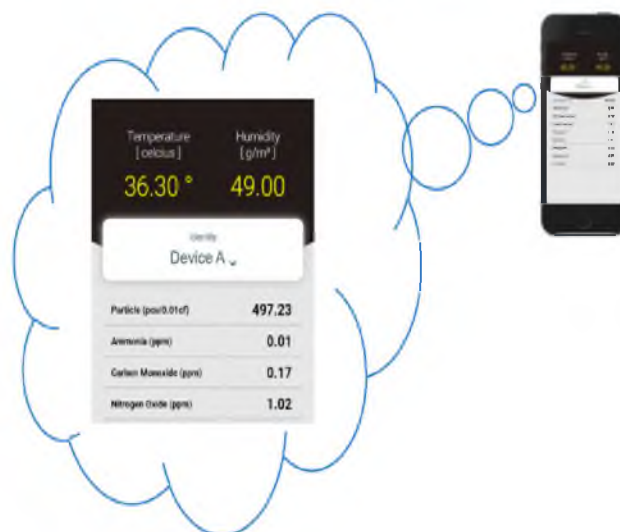 Temperature Humidity
[ celcius ] [ g/m³ ]
36.30 ° 49.00
Identity
Device A
Particle (pcs/0.01cf) 497.23
Ammonia (ppm) 0.01
Carbon Monoxide (ppm) 0.17
Nitrogen Oxide (ppm) 1.02